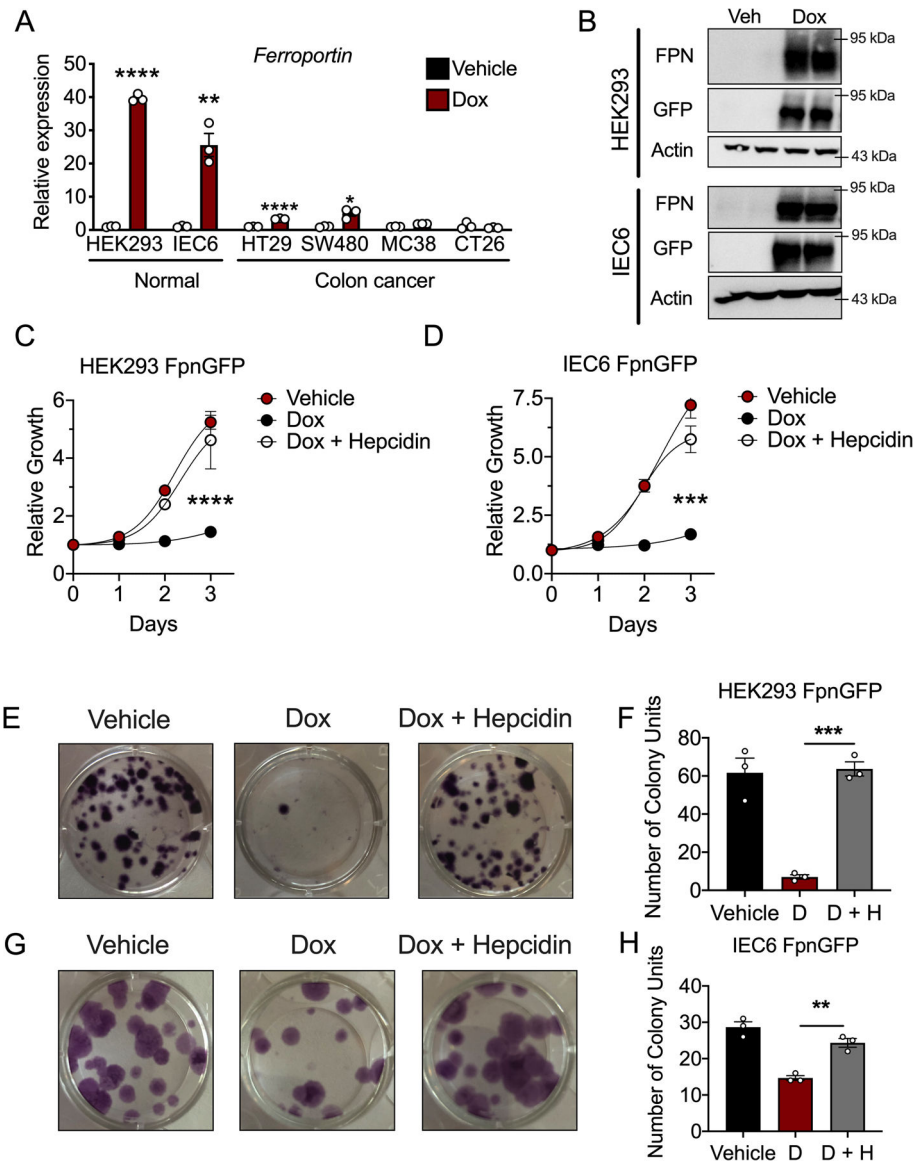 A
Ferroportin
Vehicle
Dox
Relative expression
50
40
30
20
10
0
****
**
****
*
HEK293 IEC6 HT29 SW480 MC38 CT26
Normal Colon cancer
B
Veh Dox
HEK293
FPN
95 kDa
GFP
95 kDa
Actin
43 kDa
IEC6
FPN
95 kDa
GFP
95 kDa
Actin
43 kDa
C
HEK293 FpnGFP
Relative Growth
6
4
2
0
0 1 2 3
Days
****
Vehicle
Dox
Dox + Hepcidin
D
IEC6 FpnGFP
Relative Growth
7.5
5.0
2.5
0.0
0 1 2 3
Days
***
Vehicle
Dox
Dox + Hepcidin
E
Vehicle Dox Dox + Hepcidin
F
HEK293 FpnGFP
Number of Colony Units
80
60
40
20
0
***
Vehicle D D + H
G
Vehicle Dox Dox + Hepcidin
H
IEC6 FpnGFP
Number of Colony Units
40
30
20
10
0
**
Vehicle D D + H